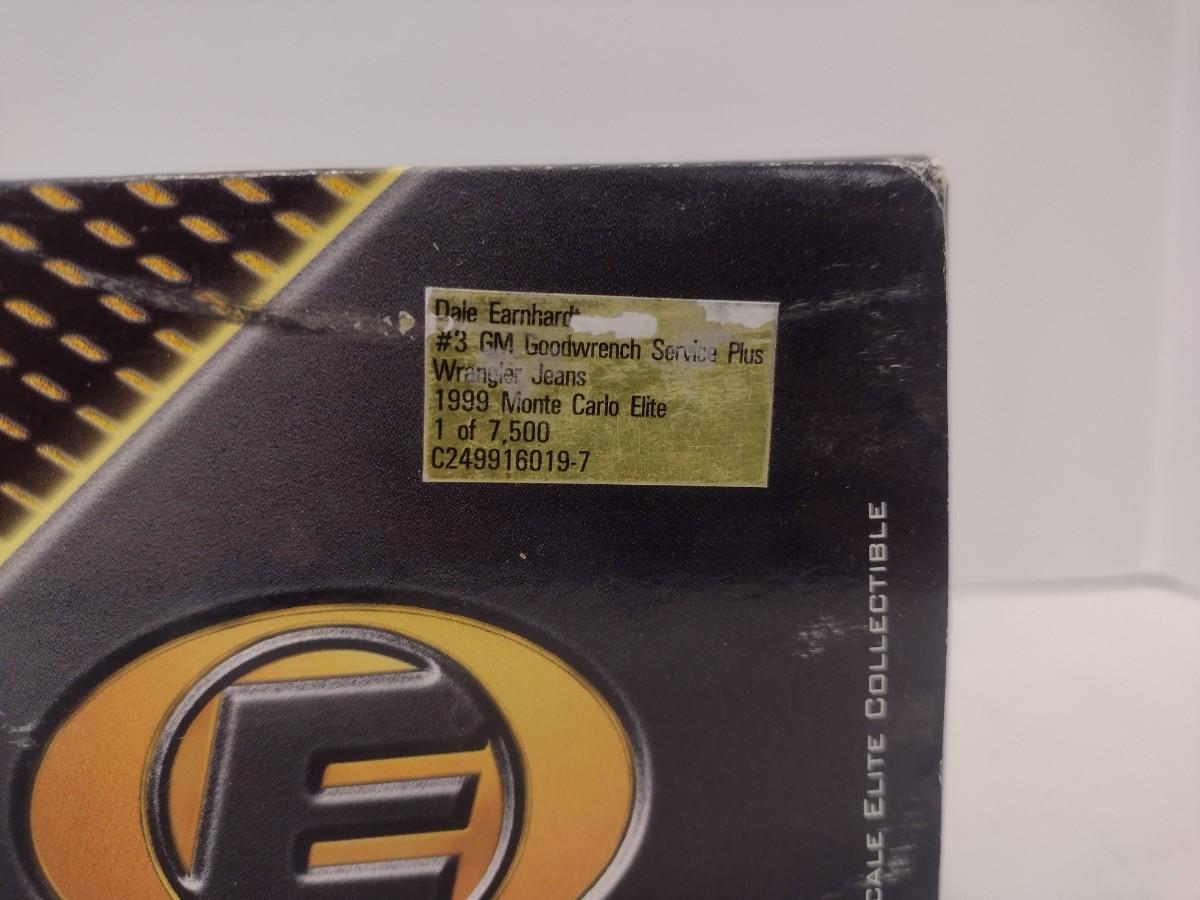 Dale Earnhardt
#3 GM Goodwrench Service Plus
Wrangler Jeans
1999 Monte Carlo Elite
1 of 7,500
C249916019-7
E
CALE ELITE COLLECTIBLE